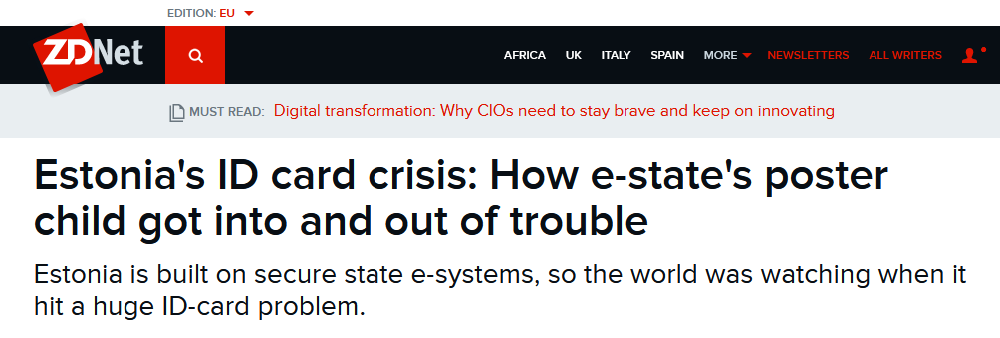 EDITION: EU
ZDNet
AFRICA UK ITALY SPAIN MORE NEWSLETTERS ALL WRITERS
MUST READ: Digital transformation: Why CIOs need to stay brave and keep on innovating
Estonia's ID card crisis: How e-state's poster
child got into and out of trouble
Estonia is built on secure state e-systems, so the world was watching when it
hit a huge ID-card problem.